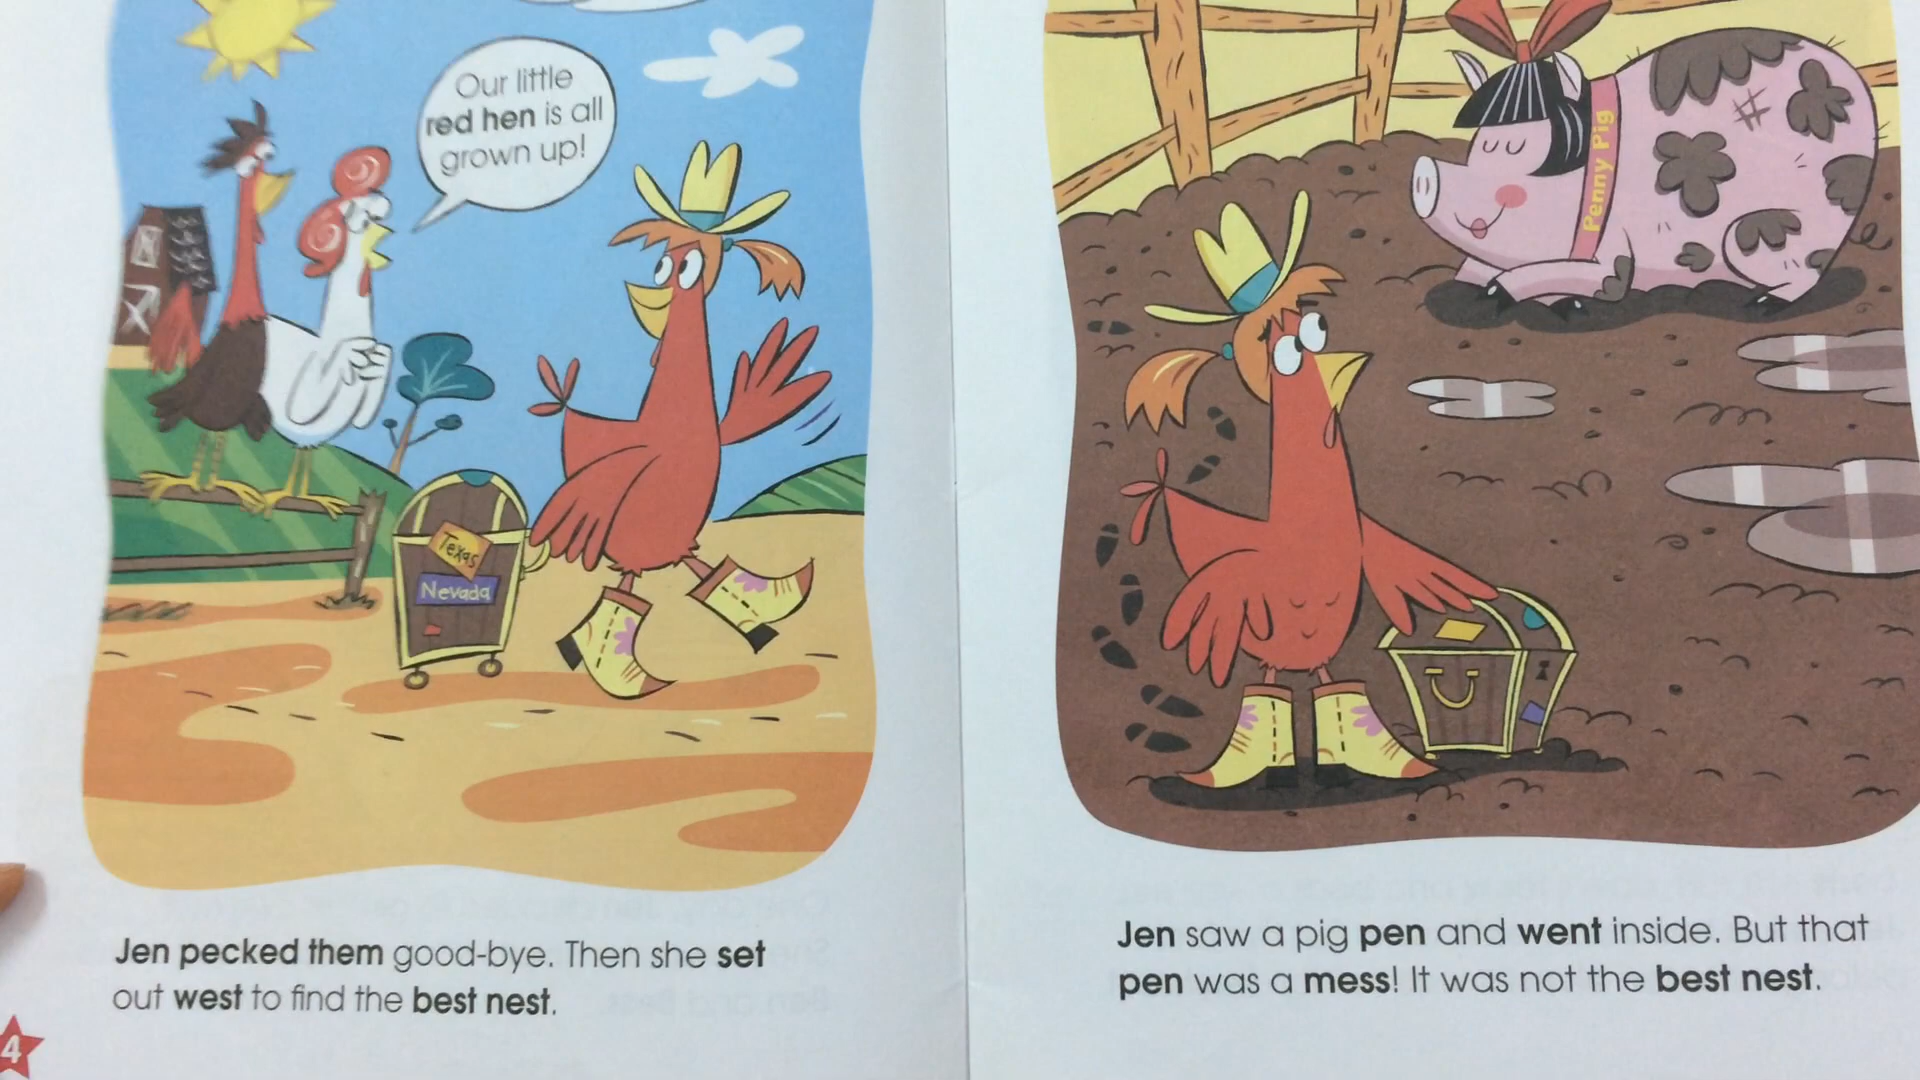 Our little
red hen is all
grown up!
Texas
Nevada
Jen pecked them good-bye. Then she set
out west to find the best nest.
4
Penny Pig
Jen saw a pig pen and went inside. But that
pen was a mess! It was not the best nest.